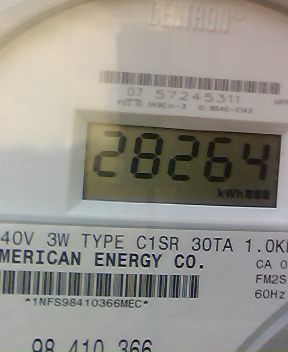 CENTRON
07 57245311
28264
kWh
40V 3W TYPE C1SR 30TA 1.0K
MERICAN ENERGY CO.
CA 0
FM2S
60Hz
*1NFS98410366MEC*
98 410 366